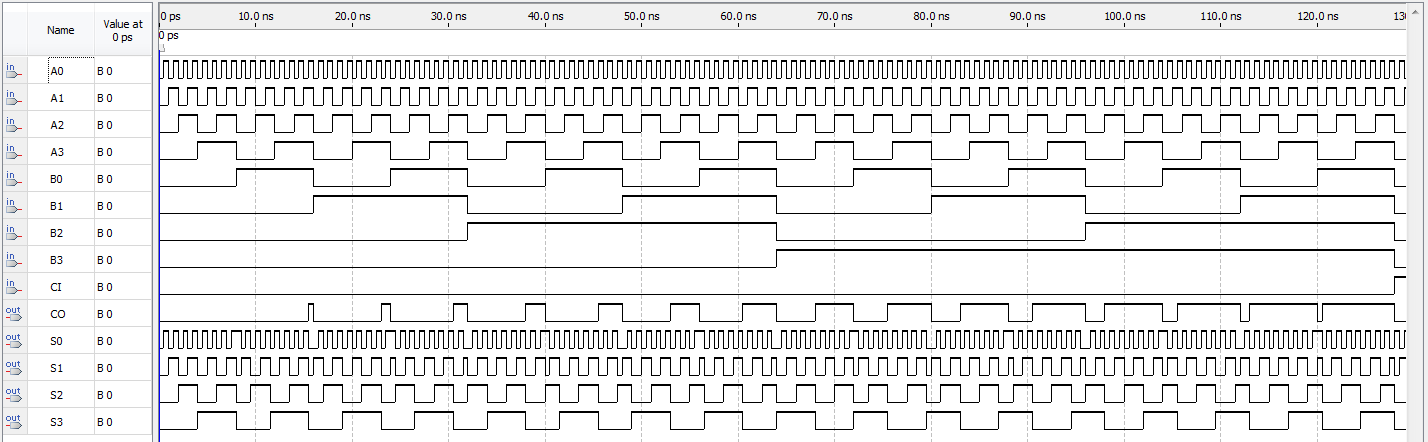 Name Value at 0 ps
0 ps 10.0 ns 20.0 ns 30.0 ns 40.0 ns 50.0 ns 60.0 ns 70.0 ns 80.0 ns 90.0 ns 100.0 ns 110.0 ns 120.0 ns
0 ps
in A0 B 0
in A1 B 0
in A2 B 0
in A3 B 0
in B0 B 0
in B1 B 0
in B2 B 0
in B3 B 0
in CI B 0
out CO B 0
out S0 B 0
out S1 B 0
out S2 B 0
out S3 B 0